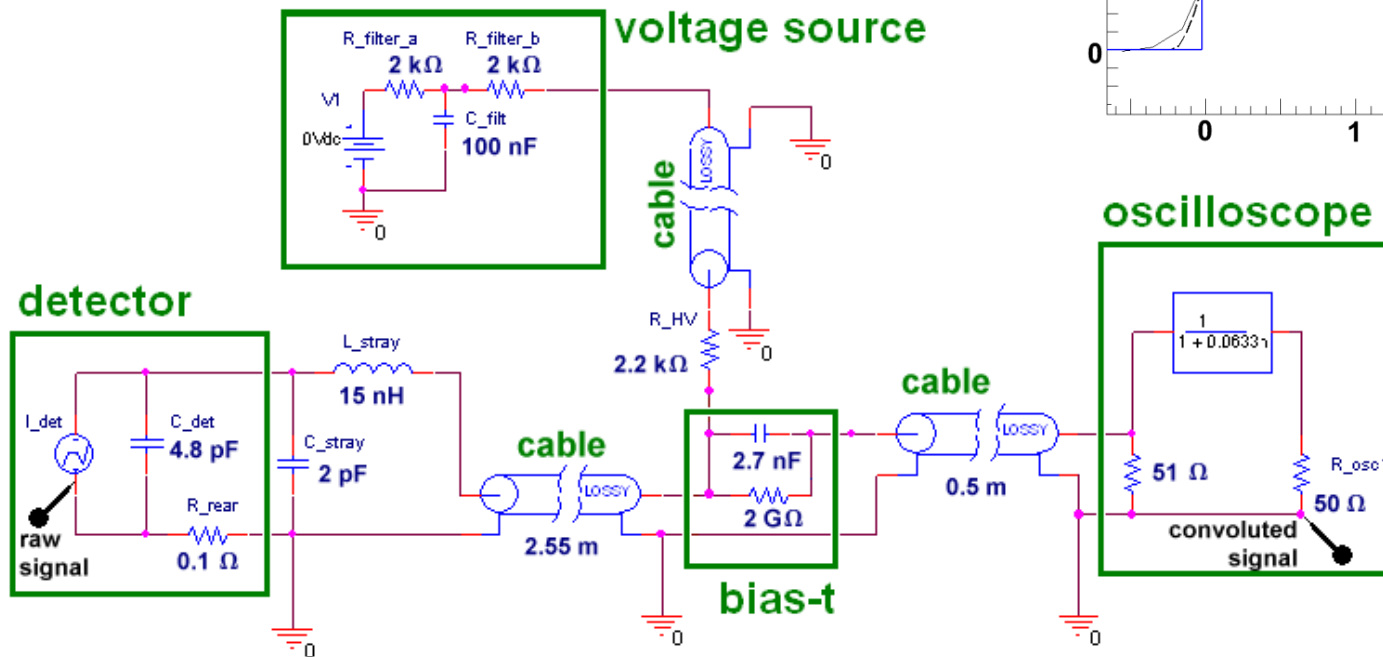 voltage source
R_filter_a
R_filter_b
2 kΩ
2 kΩ
V1
0Vdc
C_filt
100 nF
0
LOSSY
cable
0
0
0
1
oscilloscope
1
1 + 0.0633
51 Ω
R_osc1
50 Ω
convoluted
signal
detector
I_det
C_det
4.8 pF
R_rear
0.1 Ω
raw
signal
L_stray
15 nH
C_stray
2 pF
0
cable
LOSSY
2.55 m
0
R_HV
2.2 kΩ
2.7 nF
2 GΩ
bias-t
cable
LOSSY
0.5 m
0